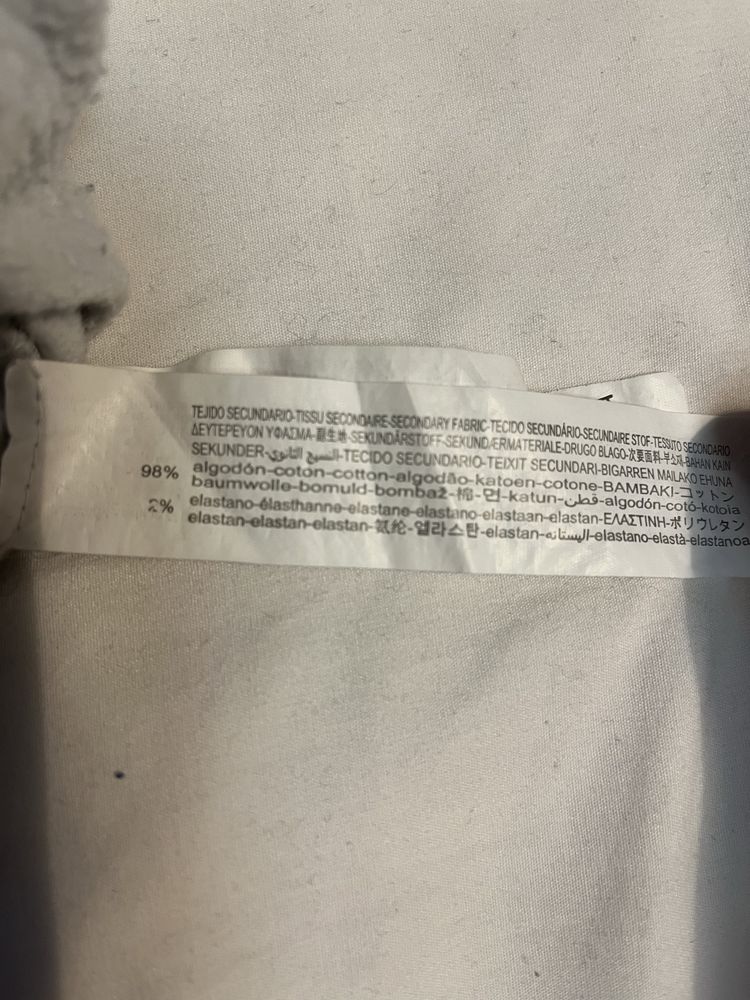 TEJIDO SECUNDARIO-TISSU SECONDAIRE-SECONDARY FABRIC-TECIDO SECUNDÁRIO-SECUNDAIRE STOF-TESSUTO SECONDARIO
ΔΕΥΤΕΡΕΥΟΝ ΥΦΑΣΜΑ-副生地-SEKUNDÄRSTOFF-SEKUNDÆRMATERIALE-DRUGO BLAGO-次要面料-부소재-BAHAN KAIN
SEKUNDER-النسيج الثانوي-TECIDO SECUNDARIO-TEIXIT SECUNDARI-BIGARREN MAILAKO EHUNA
98% algodón-coton-cotton-algodão-katoen-cotone-ΒΑΜΒΑΚΙ-コットン
baumwolle-bomuld-bombaž-棉-면-katun-قطن-algodón-cotó-kotoia
2% elastano-élasthanne-elastane-elastano-elastaan-elastan-ΕΛΑΣΤΙΝΗ-ポリウレタン
elastan-elastan-elastan-氨纶-엘라스탄-elastan-اليستانه-elastano-elastà-elastanoa